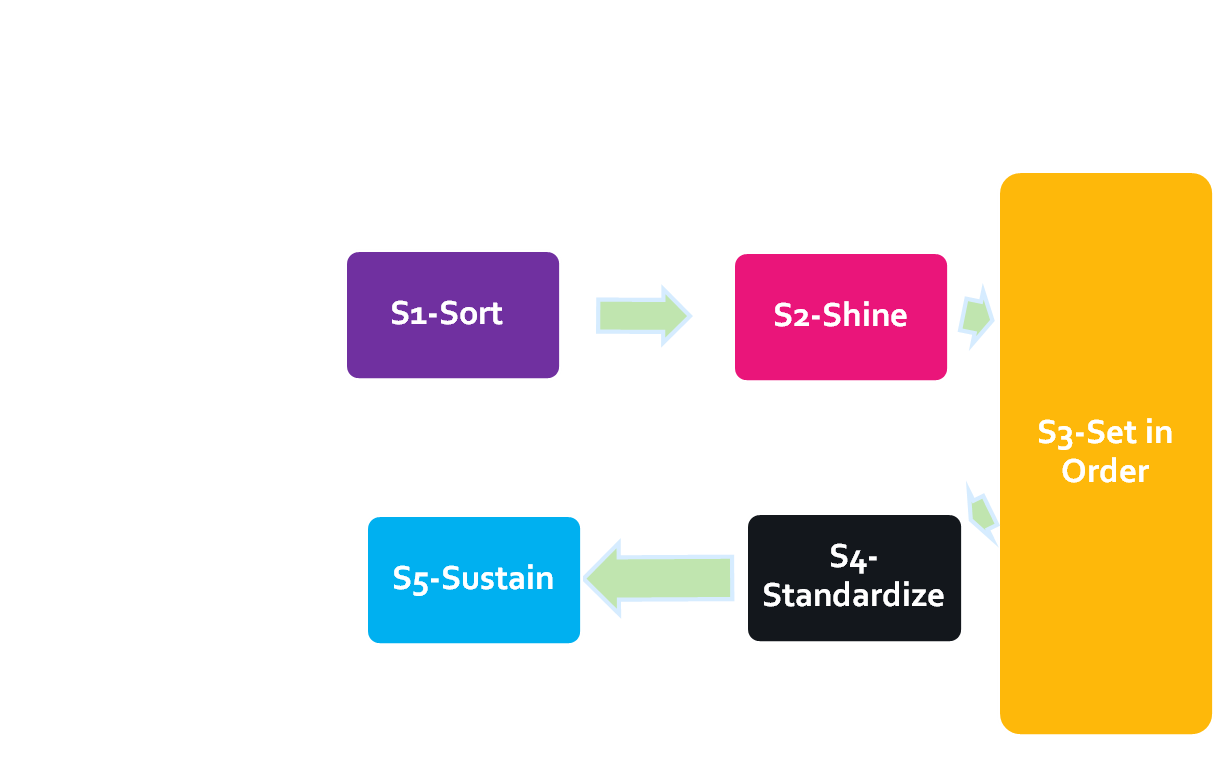 S1-Sort
S2-Shine
S3-Set in
Order
S4-
Standardize
S5-Sustain